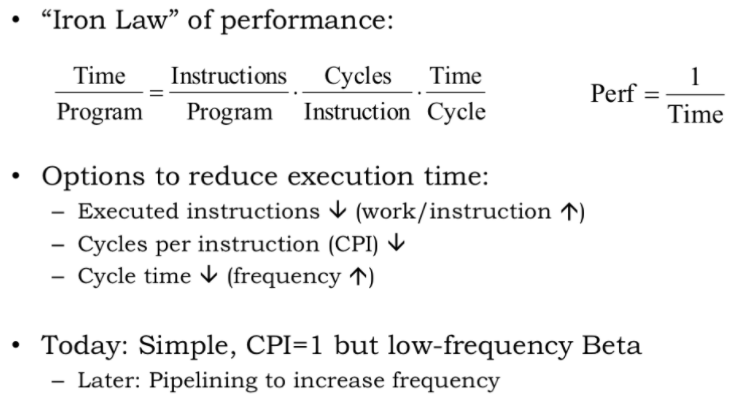 • “Iron Law” of performance:
Time/Program = Instructions/Program · Cycles/Instruction · Time/Cycle
Perf = 1/Time
• Options to reduce execution time:
– Executed instructions ↓ (work/instruction ↑)
– Cycles per instruction (CPI) ↓
– Cycle time ↓ (frequency ↑)
• Today: Simple, CPI=1 but low-frequency Beta
– Later: Pipelining to increase frequency